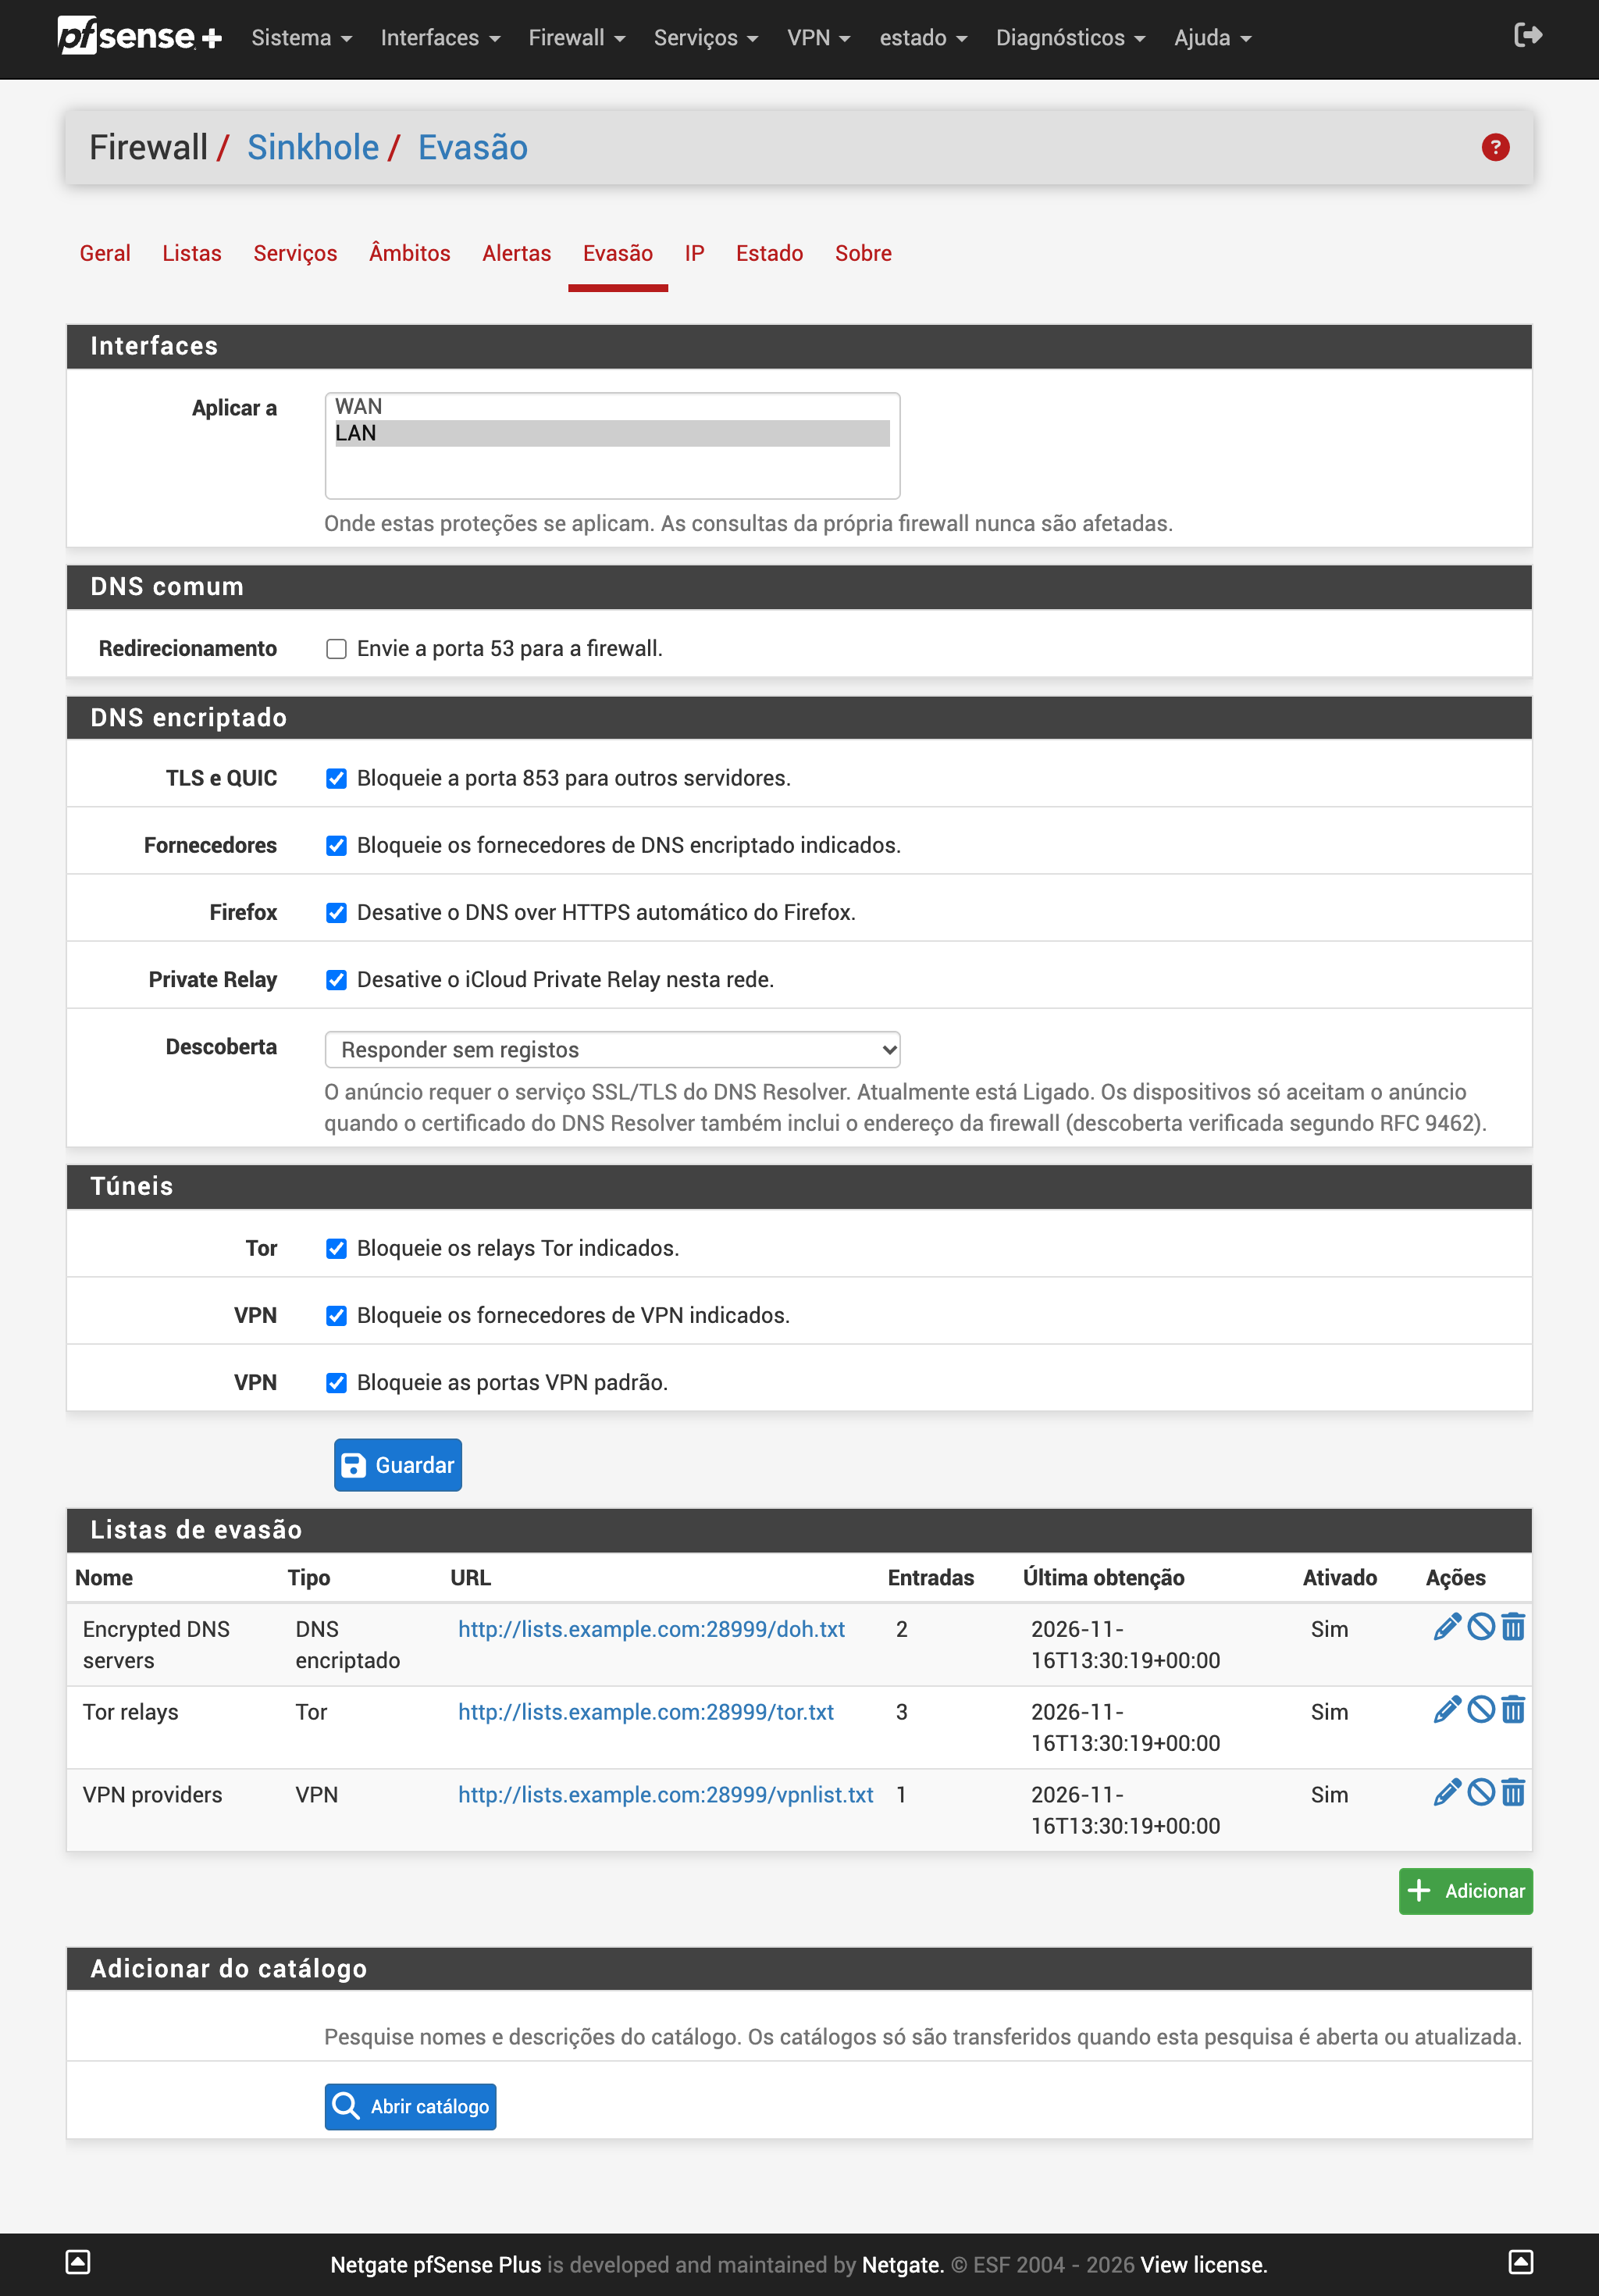 pfsense +
Sistema
Interfaces
Firewall
Serviços
VPN
estado
Diagnósticos
Ajuda
Firewall / Sinkhole / Evasão
?
Geral
Listas
Serviços
Âmbitos
Alertas
Evasão
IP
Estado
Sobre
Interfaces
Aplicar a
WAN
LAN
Onde estas proteções se aplicam. As consultas da própria firewall nunca são afetadas.
DNS comum
Redirecionamento Envie a porta 53 para a firewall.
DNS encriptado
TLS e QUIC Bloqueie a porta 853 para outros servidores.
Fornecedores Bloqueie os fornecedores de DNS encriptado indicados.
Firefox Desative o DNS over HTTPS automático do Firefox.
Private Relay Desative o iCloud Private Relay nesta rede.
Descoberta Responder sem registos
O anúncio requer o serviço SSL/TLS do DNS Resolver. Atualmente está Ligado. Os dispositivos só aceitam o anúncio
quando o certificado do DNS Resolver também inclui o endereço da firewall (descoberta verificada segundo RFC 9462).
Túneis
Tor Bloqueie os relays Tor indicados.
VPN Bloqueie os fornecedores de VPN indicados.
VPN Bloqueie as portas VPN padrão.
Guardar
Listas de evasão
Nome Tipo URL Entradas Última obtenção Ativado Ações
Encrypted DNS DNS http://lists.example.com:28999/doh.txt 2 2026-11- Sim
servers encriptado 16T13:30:19+00:00
Tor relays Tor http://lists.example.com:28999/tor.txt 3 2026-11- Sim
16T13:30:19+00:00
VPN providers VPN http://lists.example.com:28999/vpnlist.txt 1 2026-11- Sim
16T13:30:19+00:00
Adicionar
Adicionar do catálogo
Pesquise nomes e descrições do catálogo. Os catálogos só são transferidos quando esta pesquisa é aberta ou atualizada.
Abrir catálogo
Netgate pfSense Plus is developed and maintained by Netgate. © ESF 2004 - 2026 View license.